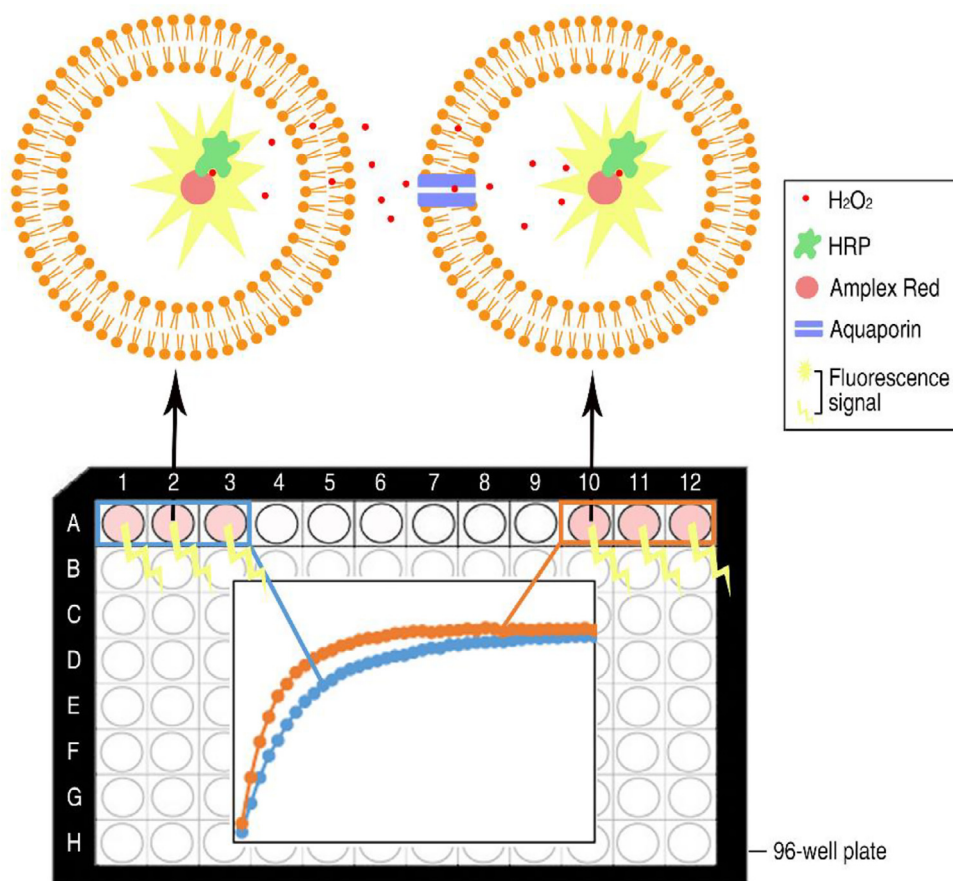 H₂O₂
HRP
Amplex Red
Aquaporin
Fluorescence
signal
1 2 3 4 5 6 7 8 9 10 11 12
A
B
C
D
E
F
G
H
96-well plate